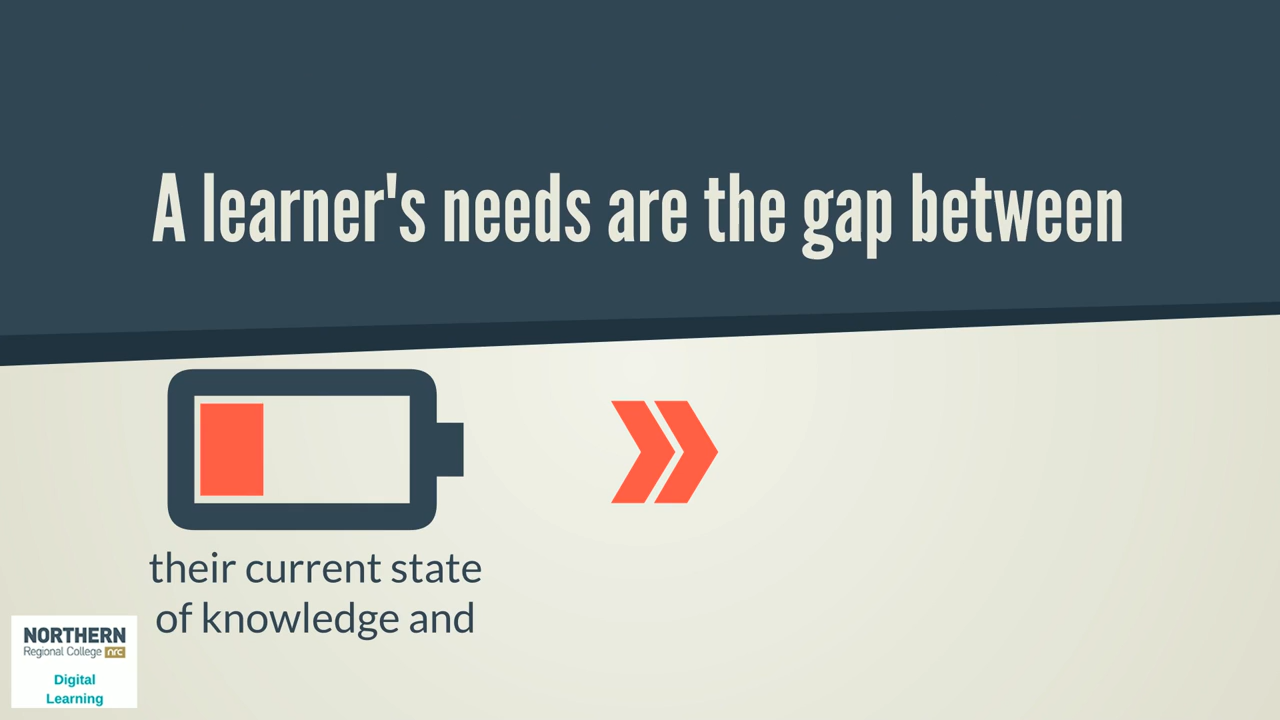 A learner's needs are the gap between
their current state
of knowledge and
NORTHERN
Regional College nrc
Digital
Learning